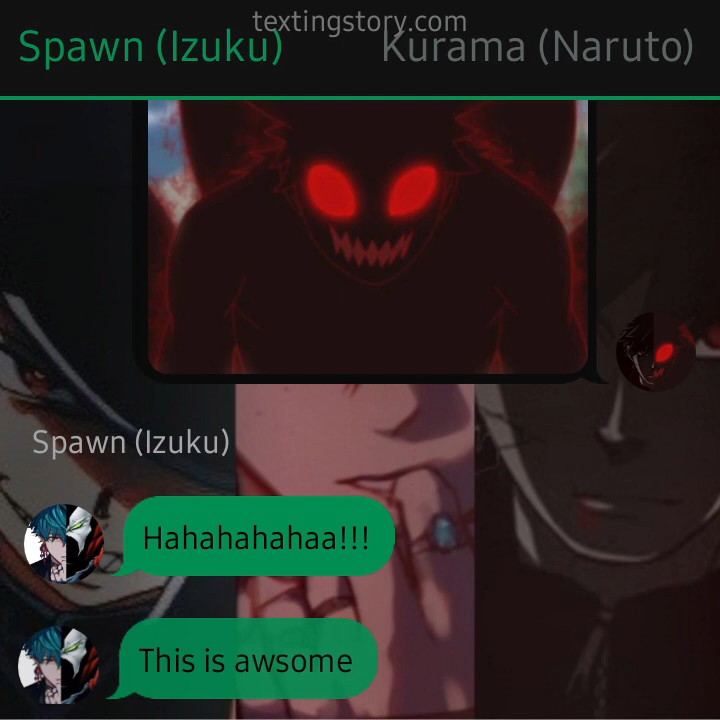 textingstory.com
Spawn (Izuku)
Kurama (Naruto)
Spawn (Izuku)
Hahahahahaa!!!
This is awsome